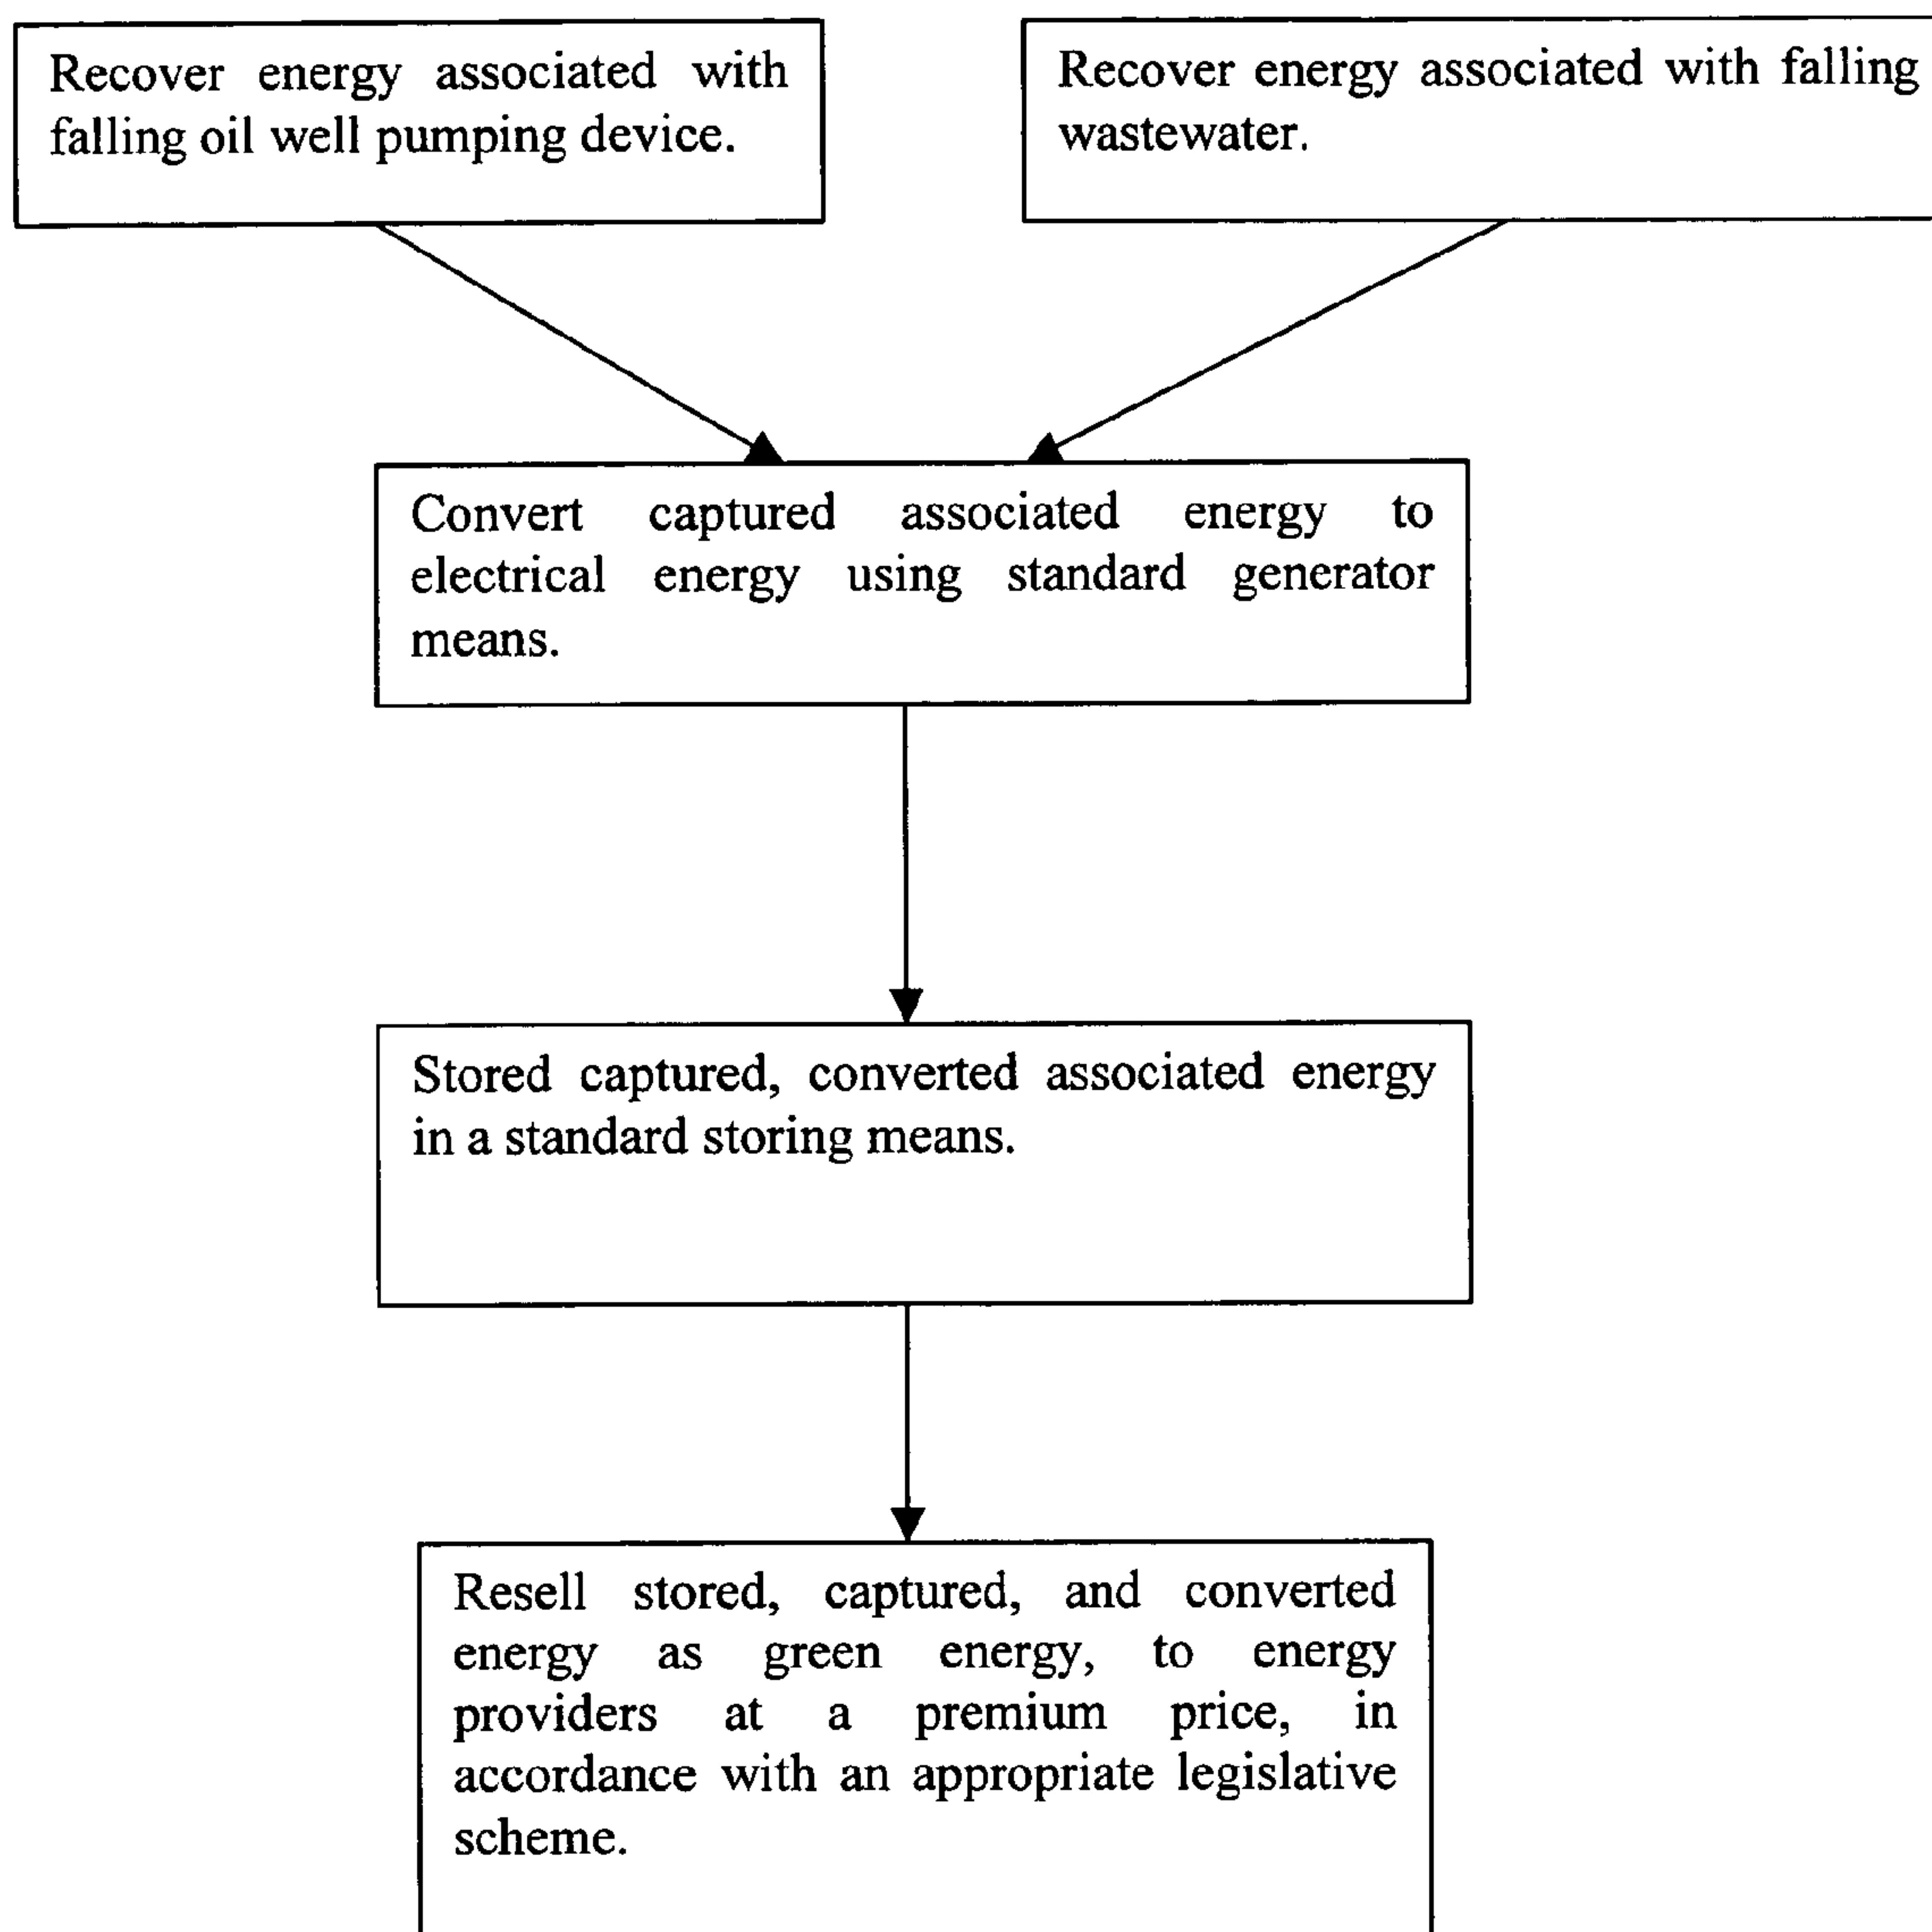 Recover energy associated with
falling oil well pumping device.
Recover energy associated with falling
wastewater.
Convert captured associated energy to
electrical energy using standard generator
means.
Stored captured, converted associated energy
in a standard storing means.
Resell stored, captured, and converted
energy as green energy, to energy
providers at a premium price, in
accordance with an appropriate legislative
scheme.